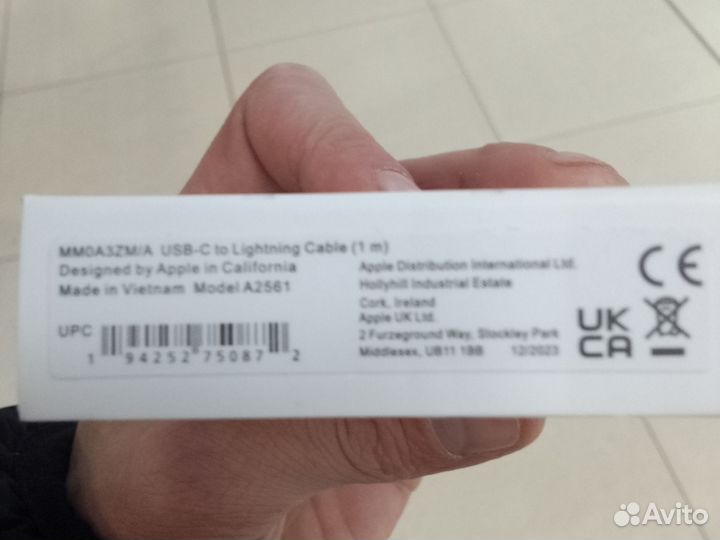 MM0A3ZM/A USB-C to Lightning Cable (1 m)
Designed by Apple in California
Made in Vietnam Model A2561
UPC
1 94252 75087 2
Apple Distribution International Ltd.
Hollyhill Industrial Estate
Cork, Ireland
Apple UK Ltd.
2 Furzeground Way, Stockley Park
Middlesex, UB11 1BB 12/2023
CE
UK
CA
Avito